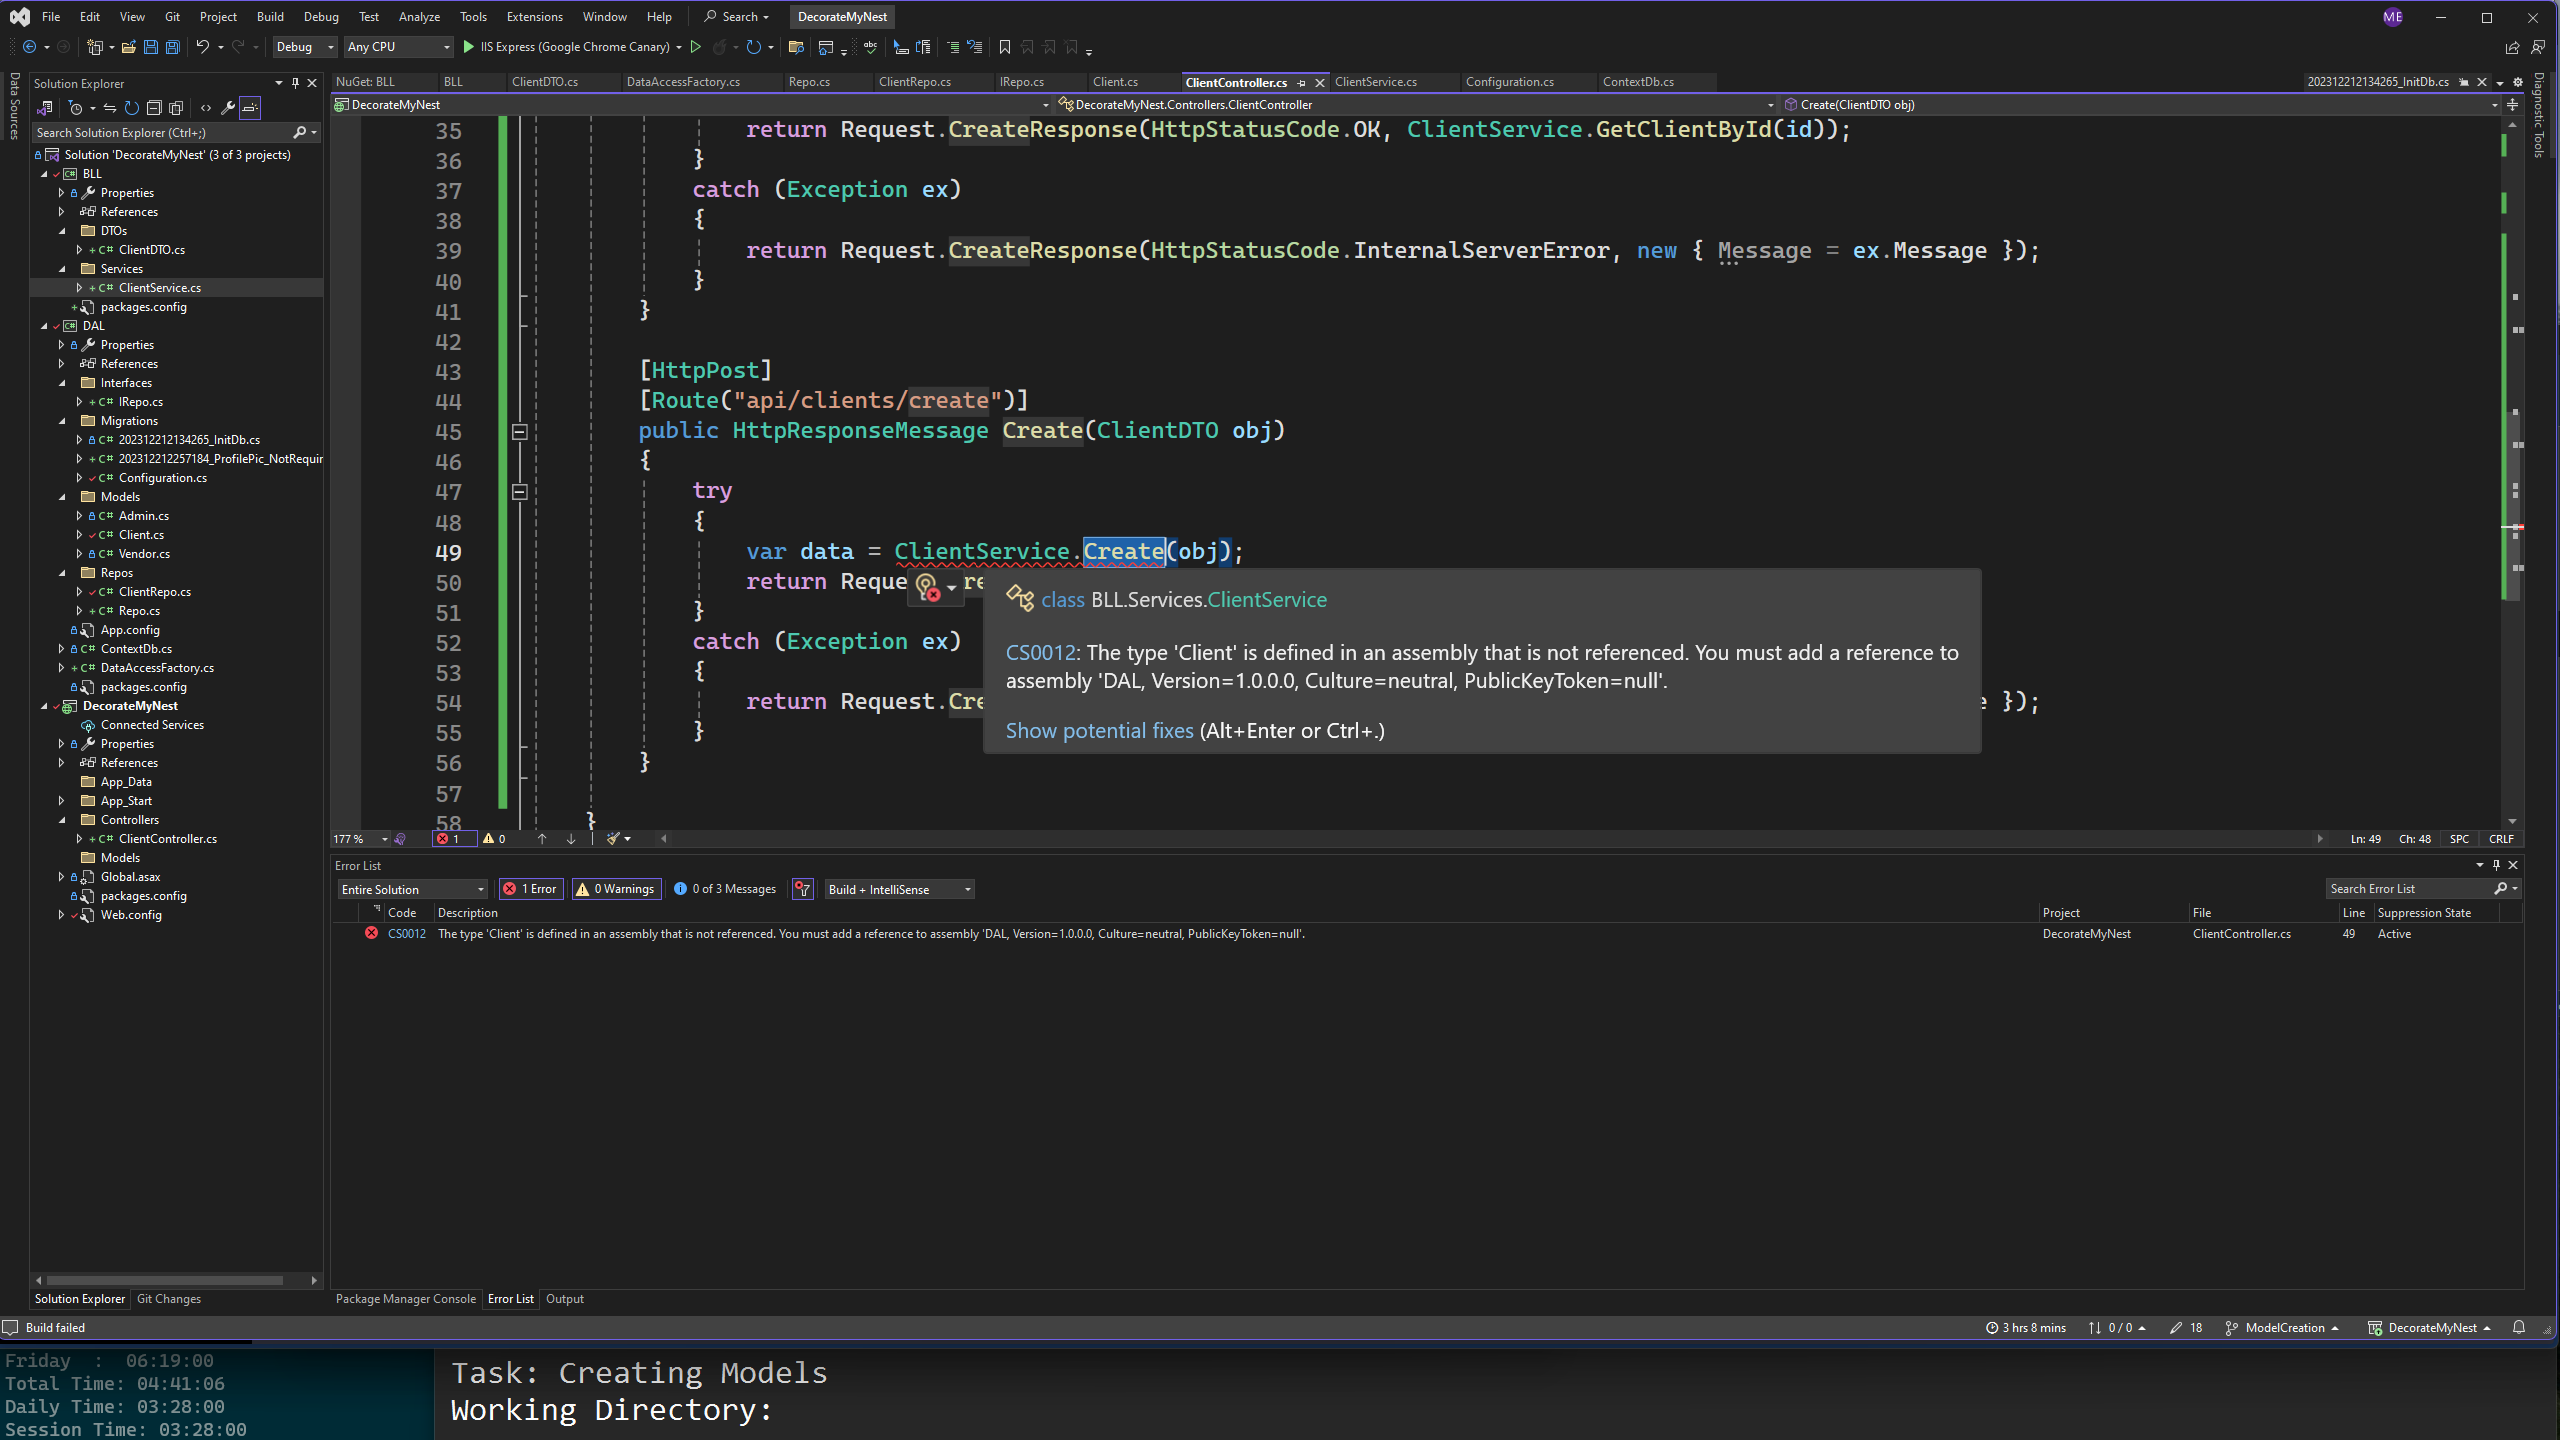 File Edit View Git Project Build Debug Test Analyze Tools Extensions Window Help Search DecorateMyNest ME
Debug Any CPU IIS Express (Google Chrome Canary)
Data Sources
Solution Explorer
Search Solution Explorer (Ctrl+;)
Solution 'DecorateMyNest' (3 of 3 projects)
BLL
Properties
References
DTOs
ClientDTO.cs
Services
ClientService.cs
packages.config
DAL
Properties
References
Interfaces
IRepo.cs
Migrations
202312212134265_InitDb.cs
202312212257184_ProfilePic_NotRequir
Configuration.cs
Models
Admin.cs
Client.cs
Vendor.cs
Repos
ClientRepo.cs
Repo.cs
App.config
ContextDb.cs
DataAccessFactory.cs
packages.config
DecorateMyNest
Connected Services
Properties
References
App_Data
App_Start
Controllers
ClientController.cs
Models
Global.asax
packages.config
Web.config
Solution Explorer Git Changes
NuGet: BLL BLL ClientDTO.cs DataAccessFactory.cs Repo.cs ClientRepo.cs IRepo.cs Client.cs ClientController.cs ClientService.cs Configuration.cs ContextDb.cs 202312212134265_InitDb.cs
DecorateMyNest DecorateMyNest.Controllers.ClientController Create(ClientDTO obj)
Diagnostic Tools
35 return Request.CreateResponse(HttpStatusCode.OK, ClientService.GetClientById(id));
36 }
37 catch (Exception ex)
38 {
39 return Request.CreateResponse(HttpStatusCode.InternalServerError, new { Message = ex.Message });
40 }
41 }
42
43 [HttpPost]
44 [Route("api/clients/create")]
45 public HttpResponseMessage Create(ClientDTO obj)
46 {
47 try
48 {
49 var data = ClientService.Create(obj);
50 return Reque re
51 }
52 catch (Exception ex)
53 {
54 return Request.Cre });
55 }
56 }
57
58 }
class BLL.Services.ClientService
CS0012: The type 'Client' is defined in an assembly that is not referenced. You must add a reference to
assembly 'DAL, Version=1.0.0.0, Culture=neutral, PublicKeyToken=null'.
Show potential fixes (Alt+Enter or Ctrl+.)
177 % 1 0 Ln: 49 Ch: 48 SPC CRLF
Error List
Entire Solution 1 Error 0 Warnings 0 of 3 Messages Build + IntelliSense Search Error List
Code Description Project File Line Suppression State
CS0012 The type 'Client' is defined in an assembly that is not referenced. You must add a reference to assembly 'DAL, Version=1.0.0.0, Culture=neutral, PublicKeyToken=null'. DecorateMyNest ClientController.cs 49 Active
Package Manager Console Error List Output
Build failed 3 hrs 8 mins 0 / 0 18 ModelCreation DecorateMyNest
Friday : 06:19:00
Total Time: 04:41:06
Daily Time: 03:28:00
Session Time: 03:28:00
Task: Creating Models
Working Directory: